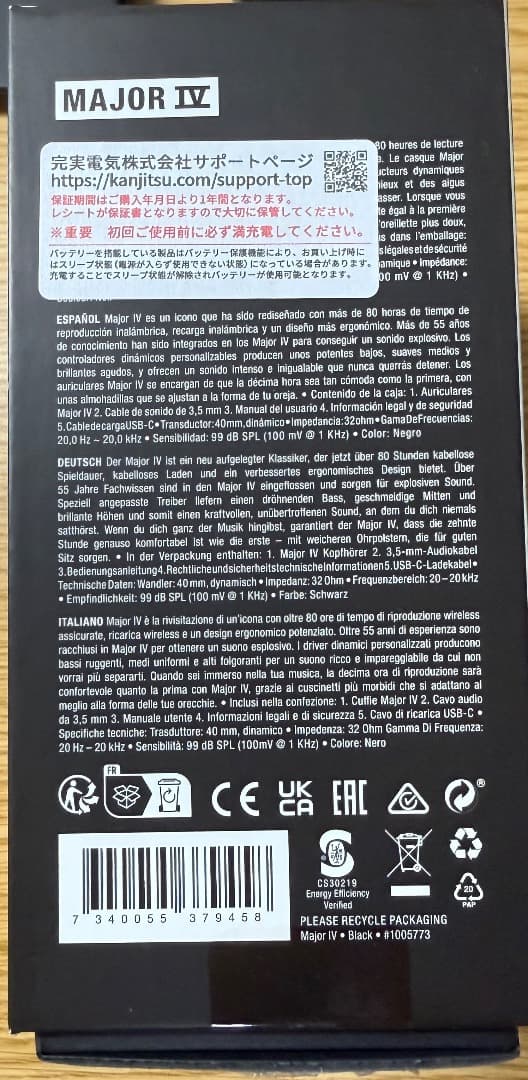 MAJOR IV
完実電気株式会社サポートページ
https://kanjitsu.com/support-top
保証期間はご購入年月日より1年間となります。
レシートが保証書となりますので大切に保管してください。
※重要 初回ご使用前に必ず満充電してください。
バッテリーを搭載している製品はバッテリー保護機能により、お買い上げ時に
はスリープ状態（電源が入らず使用できない状態）になっている場合があります。
充電することでスリープ状態が解除されバッテリーが使用可能となります。
80 heures de lecture
. Le casque Major
ucteurs dynamiques
ieux et des aigus
asser. Lorsque vous
te égal à la première
'oreillette plus doux,
s dans l'emballage:
s légales et de sécurité
amique • Impédance:
00 mV @ 1 KHz) •
ESPAÑOL Major IV es un icono que ha sido rediseñado con más de 80 horas de tiempo de
reproducción inalámbrica, recarga inalámbrica y un diseño más ergonómico. Más de 55 años
de conocimiento han sido integrados en los Major IV para conseguir un sonido explosivo. Los
controladores dinámicos personalizables producen unos potentes bajos, suaves medios y
brillantes agudos, y ofrecen un sonido intenso e inigualable que nunca querrás detener. Los
auriculares Major IV se encargan de que la décima hora sea tan cómoda como la primera, con
unas almohadillas que se ajustan a la forma de tu oreja. • Contenido de la caja: 1. Auriculares
Major IV 2. Cable de sonido de 3,5 mm 3. Manual del usuario 4. Información legal y de seguridad
5. Cable de carga USB-C • Transductor: 40 mm, dinámico • Impedancia: 32 ohm • Gama De Frecuencias:
20,0 Hz ~ 20,0 kHz • Sensibilidad: 99 dB SPL (100 mV @ 1 KHz) • Color: Negro
DEUTSCH Der Major IV ist ein neu aufgelegter Klassiker, der jetzt über 80 Stunden kabellose
Spieldauer, kabelloses Laden und ein verbessertes ergonomisches Design bietet. Über
55 Jahre Fachwissen sind in den Major IV eingeflossen und sorgen für explosiven Sound.
Speziell angepasste Treiber liefern einen dröhnenden Bass, geschmeidige Mitten und
brillante Höhen und somit einen kraftvollen, unübertroffenen Sound, an dem du dich niemals
satthörst. Wenn du dich ganz der Musik hingibst, garantiert der Major IV, dass die zehnte
Stunde genauso komfortabel ist wie die erste – mit weicheren Ohrpolstern, die für guten
Sitz sorgen. • In der Verpackung enthalten: 1. Major IV Kopfhörer 2. 3,5-mm-Audiokabel
3. Bedienungsanleitung 4. Rechtliche und sicherheitstechnische Informationen 5. USB-C-Ladekabel •
Technische Daten: Wandler: 40 mm, dynamisch • Impedanz: 32 Ohm • Frequenzbereich: 20 – 20 kHz
• Empfindlichkeit: 99 dB SPL (100 mV @ 1 KHz) • Farbe: Schwarz
ITALIANO Major IV è la rivisitazione di un'icona con oltre 80 ore di tempo di riproduzione wireless
assicurate, ricarica wireless e un design ergonomico potenziato. Oltre 55 anni di esperienza sono
racchiusi in Major IV per ottenere un suono esplosivo. I driver dinamici personalizzati producono
bassi ruggenti, medi uniformi e alti folgoranti per un suono ricco e impareggiabile da cui non
vorrai più separarti. Quando sei immerso nella tua musica, la decima ora di riproduzione sarà
confortevole quanto la prima con Major IV, grazie ai cuscinetti più morbidi che si adattano al
meglio alla forma delle tue orecchie. • Inclusi nella confezione: 1. Cuffie Major IV 2. Cavo audio
da 3,5 mm 3. Manuale utente 4. Informazioni legali e di sicurezza 5. Cavo di ricarica USB-C •
Specifiche tecniche: Trasduttore: 40 mm, dinamico • Impedenza: 32 Ohm Gamma Di Frequenza:
20 Hz – 20 kHz • Sensibilità: 99 dB SPL (100mV @ 1 KHz) • Colore: Nero
FR
CE UK CA EAC
CS30219
Energy Efficiency
Verified
20
PAP
7 340055 379458
PLEASE RECYCLE PACKAGING
Major IV • Black • #1005773